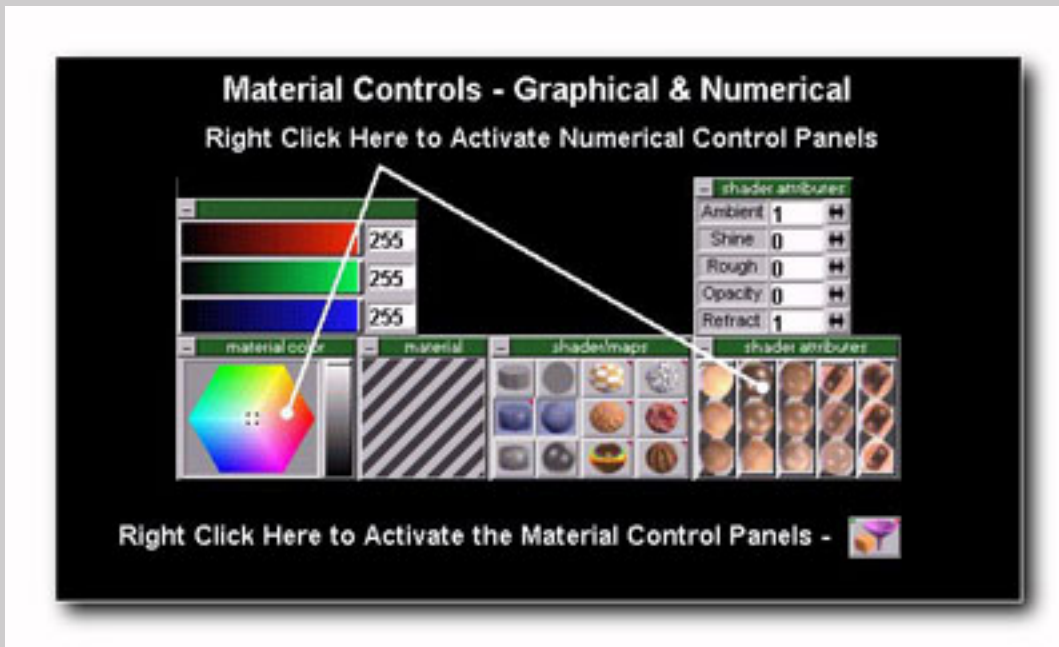 Material Controls - Graphical & Numerical
Right Click Here to Activate Numerical Control Panels
shader attributes
Ambient 1
Shine 0
Rough 0
Opacity 0
Refract 1
255
255
255
material color
material
shader/maps
shader attributes
Right Click Here to Activate the Material Control Panels -